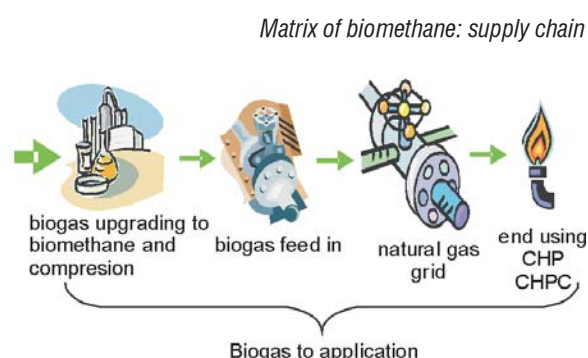 Matrix of biomethane: supply chain
biogas upgrading to
biomethane and
compresion
biogas feed in
natural gas
grid
end using
CHP
CHPC
Biogas to application